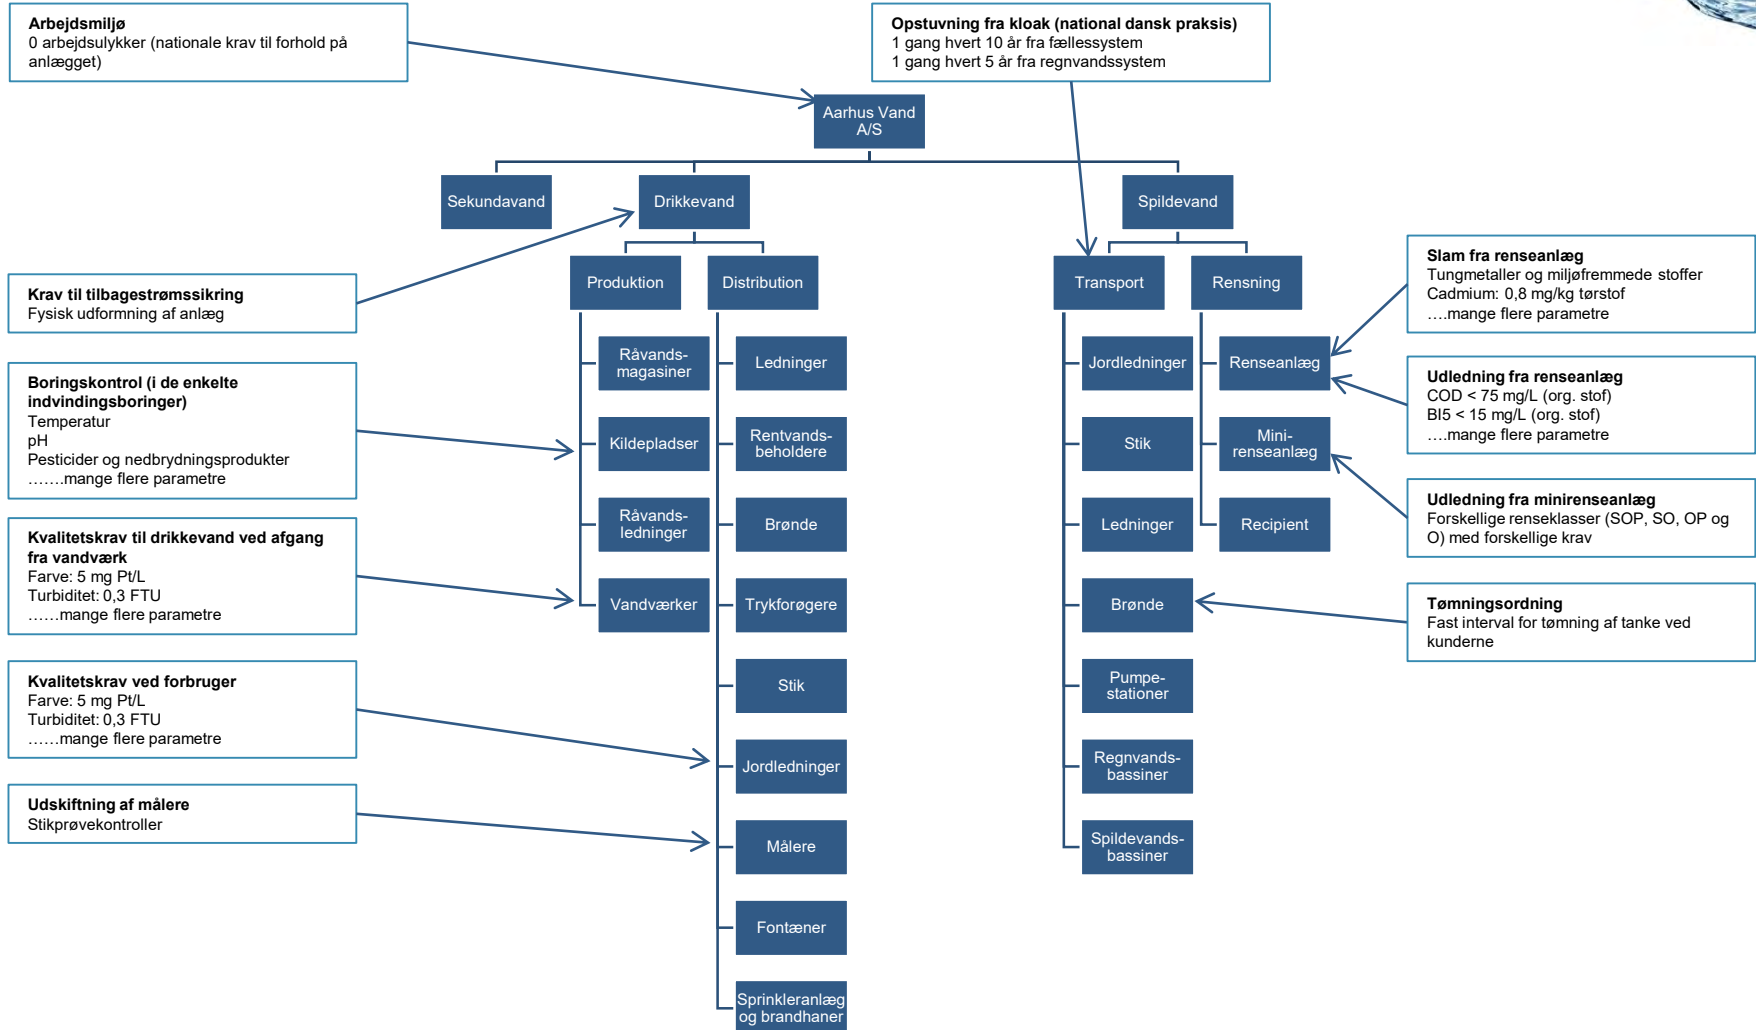 Arbejdsmiljø
0 arbejdsulykker (nationale krav til forhold på
anlægget)
Opstuvning fra kloak (national dansk praksis)
1 gang hvert 10 år fra fællessystem
1 gang hvert 5 år fra regnvandssystem
Aarhus Vand
A/S
Sekundavand
Drikkevand
Spildevand
Produktion
Distribution
Transport
Rensning
Krav til tilbagestrømssikring
Fysisk udformning af anlæg
Boringskontrol (i de enkelte
indvindingsboringer)
Temperatur
pH
Pesticider og nedbrydningsprodukter
…….mange flere parametre
Kvalitetskrav til drikkevand ved afgang
fra vandværk
Farve: 5 mg Pt/L
Turbiditet: 0,3 FTU
……mange flere parametre
Kvalitetskrav ved forbruger
Farve: 5 mg Pt/L
Turbiditet: 0,3 FTU
……mange flere parametre
Udskiftning af målere
Stikprøvekontroller
Råvands-
magasiner
Kildepladser
Råvands-
ledninger
Vandværker
Ledninger
Rentvands-
beholdere
Brønde
Trykforøgere
Stik
Jordledninger
Målere
Fontæner
Sprinkleranlæg
og brandhaner
Jordledninger
Stik
Ledninger
Brønde
Pumpe-
stationer
Regnvands-
bassiner
Spildevands-
bassiner
Renseanlæg
Mini-
renseanlæg
Recipient
Slam fra renseanlæg
Tungmetaller og miljøfremmede stoffer
Cadmium: 0,8 mg/kg tørstof
….mange flere parametre
Udledning fra renseanlæg
COD < 75 mg/L (org. stof)
BI5 < 15 mg/L (org. stof)
….mange flere parametre
Udledning fra minirenseanlæg
Forskellige renseklasser (SOP, SO, OP og
O) med forskellige krav
Tømningsordning
Fast interval for tømning af tanke ved
kunderne